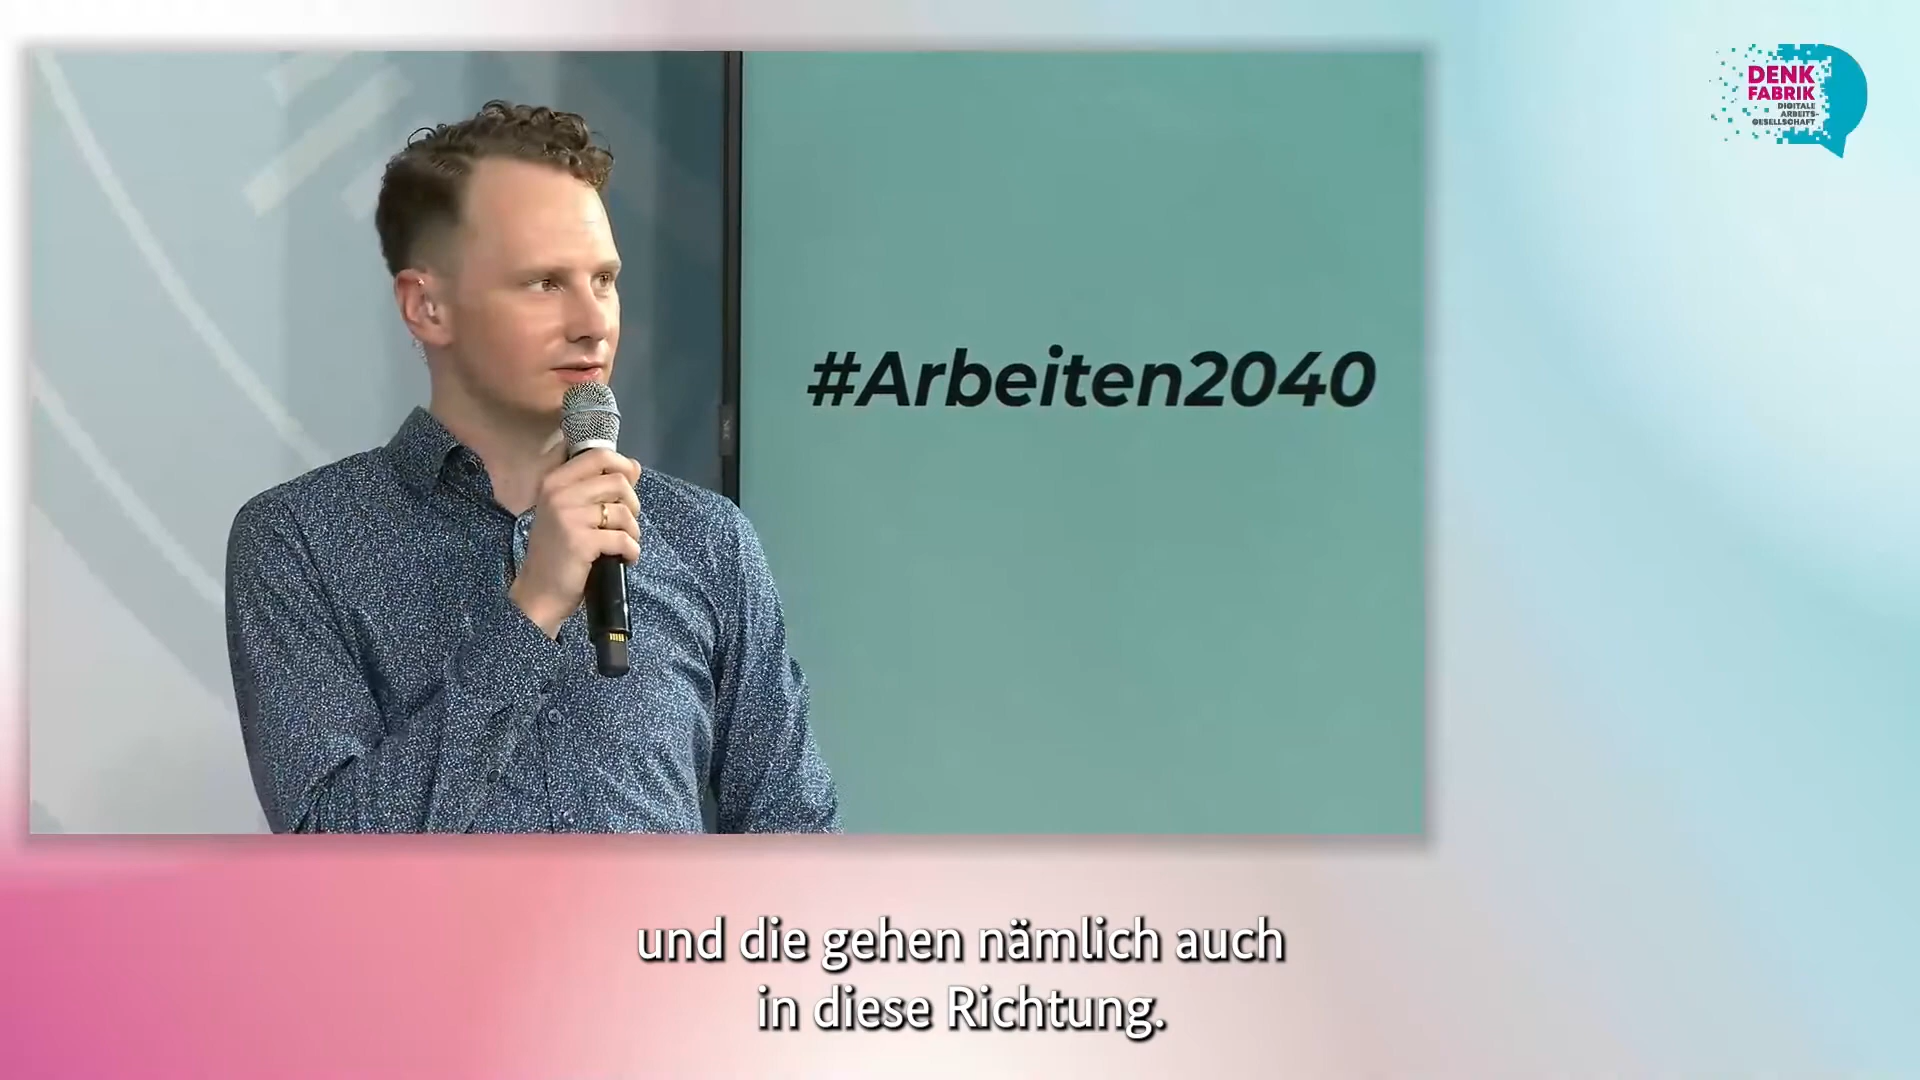 DENK
FABRIK
DIGITALE
ARBEITS-
GESELLSCHAFT
#Arbeiten2040
und die gehen nämlich auch
in diese Richtung.